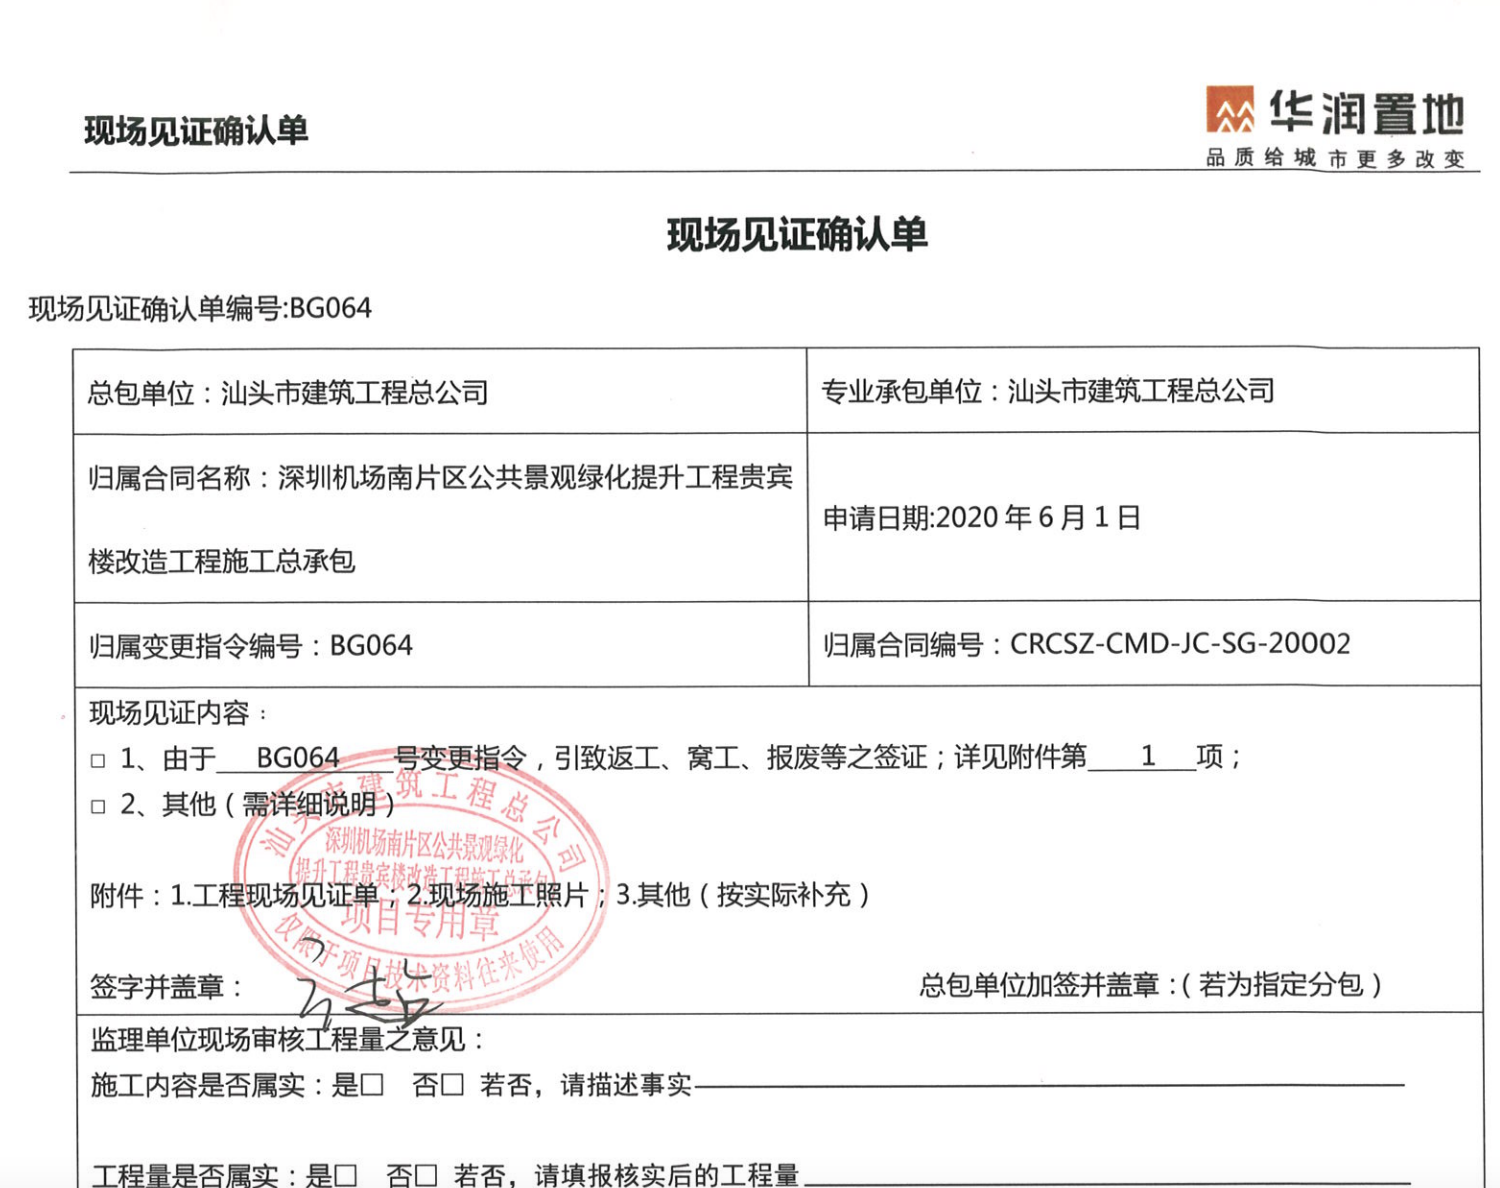 现场见证确认单
华润置地
品质给城市更多改变
现场见证确认单
现场见证确认单编号:BG064
总包单位：汕头市建筑工程总公司
专业承包单位：汕头市建筑工程总公司
归属合同名称：深圳机场南片区公共景观绿化提升工程贵宾
楼改造工程施工总承包
申请日期:2020 年 6 月 1 日
归属变更指令编号：BG064
归属合同编号：CRCSZ-CMD-JC-SG-20002
现场见证内容：
□ 1、由于 BG064 号变更指令，引致返工、窝工、报废等之签证；详见附件第 1 项；
□ 2、其他（需详细说明）
汕头市建筑工程总公司
深圳机场南片区公共景观绿化
提升工程贵宾楼改造工程施工总承包
项目专用章
仅限于项目技术资料往来使用
附件：1.工程现场见证单；2.现场施工照片；3.其他（按实际补充）
签字并盖章：
总包单位加签并盖章：（若为指定分包）
监理单位现场审核工程量之意见：
施工内容是否属实：是□ 否□ 若否，请描述事实
工程量是否属实：是□ 否□ 若否，请填报核实后的工程量